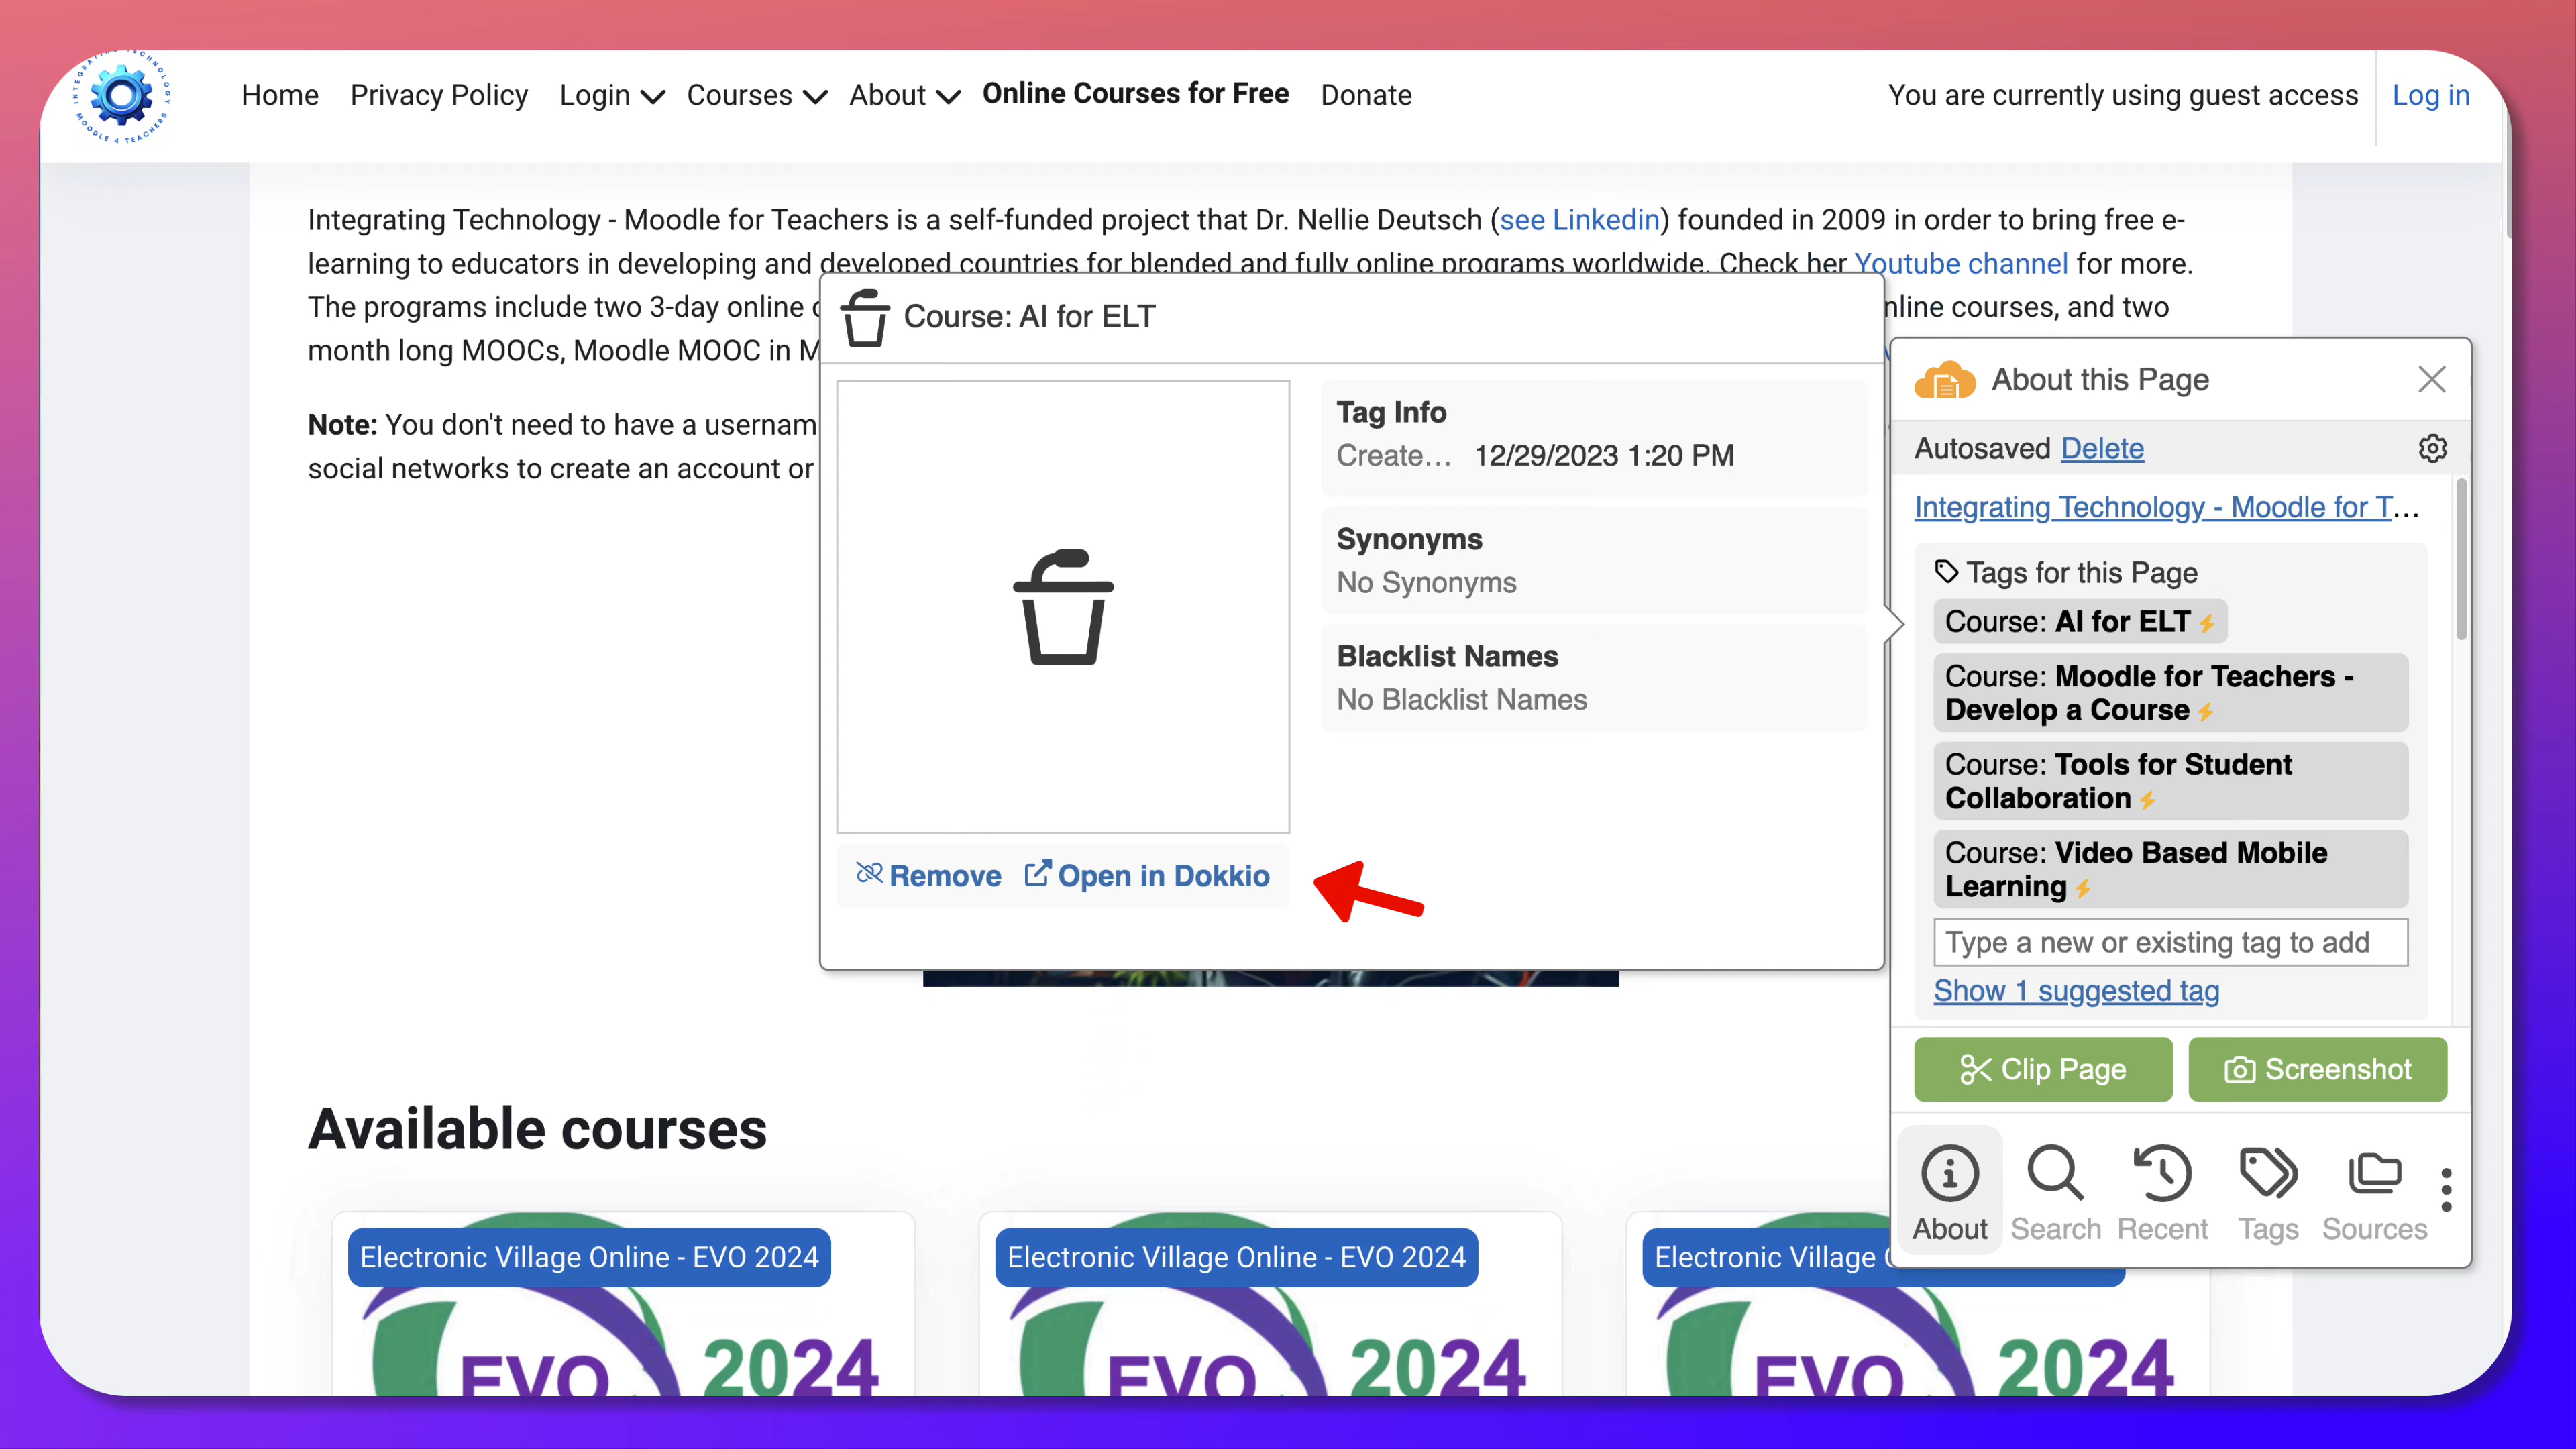 INTEGRATING TECHNOLOGY
MOODLE 4 TEACHERS
Home Privacy Policy Login Courses About Online Courses for Free Donate
You are currently using guest access Log in
Integrating Technology - Moodle for Teachers is a self-funded project that Dr. Nellie Deutsch (see Linkedin) founded in 2009 in order to bring free e-
learning to educators in developing and developed countries for blended and fully online programs worldwide. Check her Youtube channel for more.
The programs include two 3-day online
nline courses, and two
month long MOOCs, Moodle MOOC in M
Note: You don't need to have a usernam
social networks to create an account or
Course: AI for ELT
Tag Info
Create… 12/29/2023 1:20 PM
Synonyms
No Synonyms
Blacklist Names
No Blacklist Names
Remove Open in Dokkio
About this Page
Autosaved Delete
Integrating Technology - Moodle for T…
Tags for this Page
Course: AI for ELT
Course: Moodle for Teachers -
Develop a Course
Course: Tools for Student
Collaboration
Course: Video Based Mobile
Learning
Type a new or existing tag to add
Show 1 suggested tag
Clip Page Screenshot
About Search Recent Tags Sources
Available courses
Electronic Village Online - EVO 2024
EVO 2024
Electronic Village Online - EVO 2024
EVO 2024
Electronic Village
EVO 2024